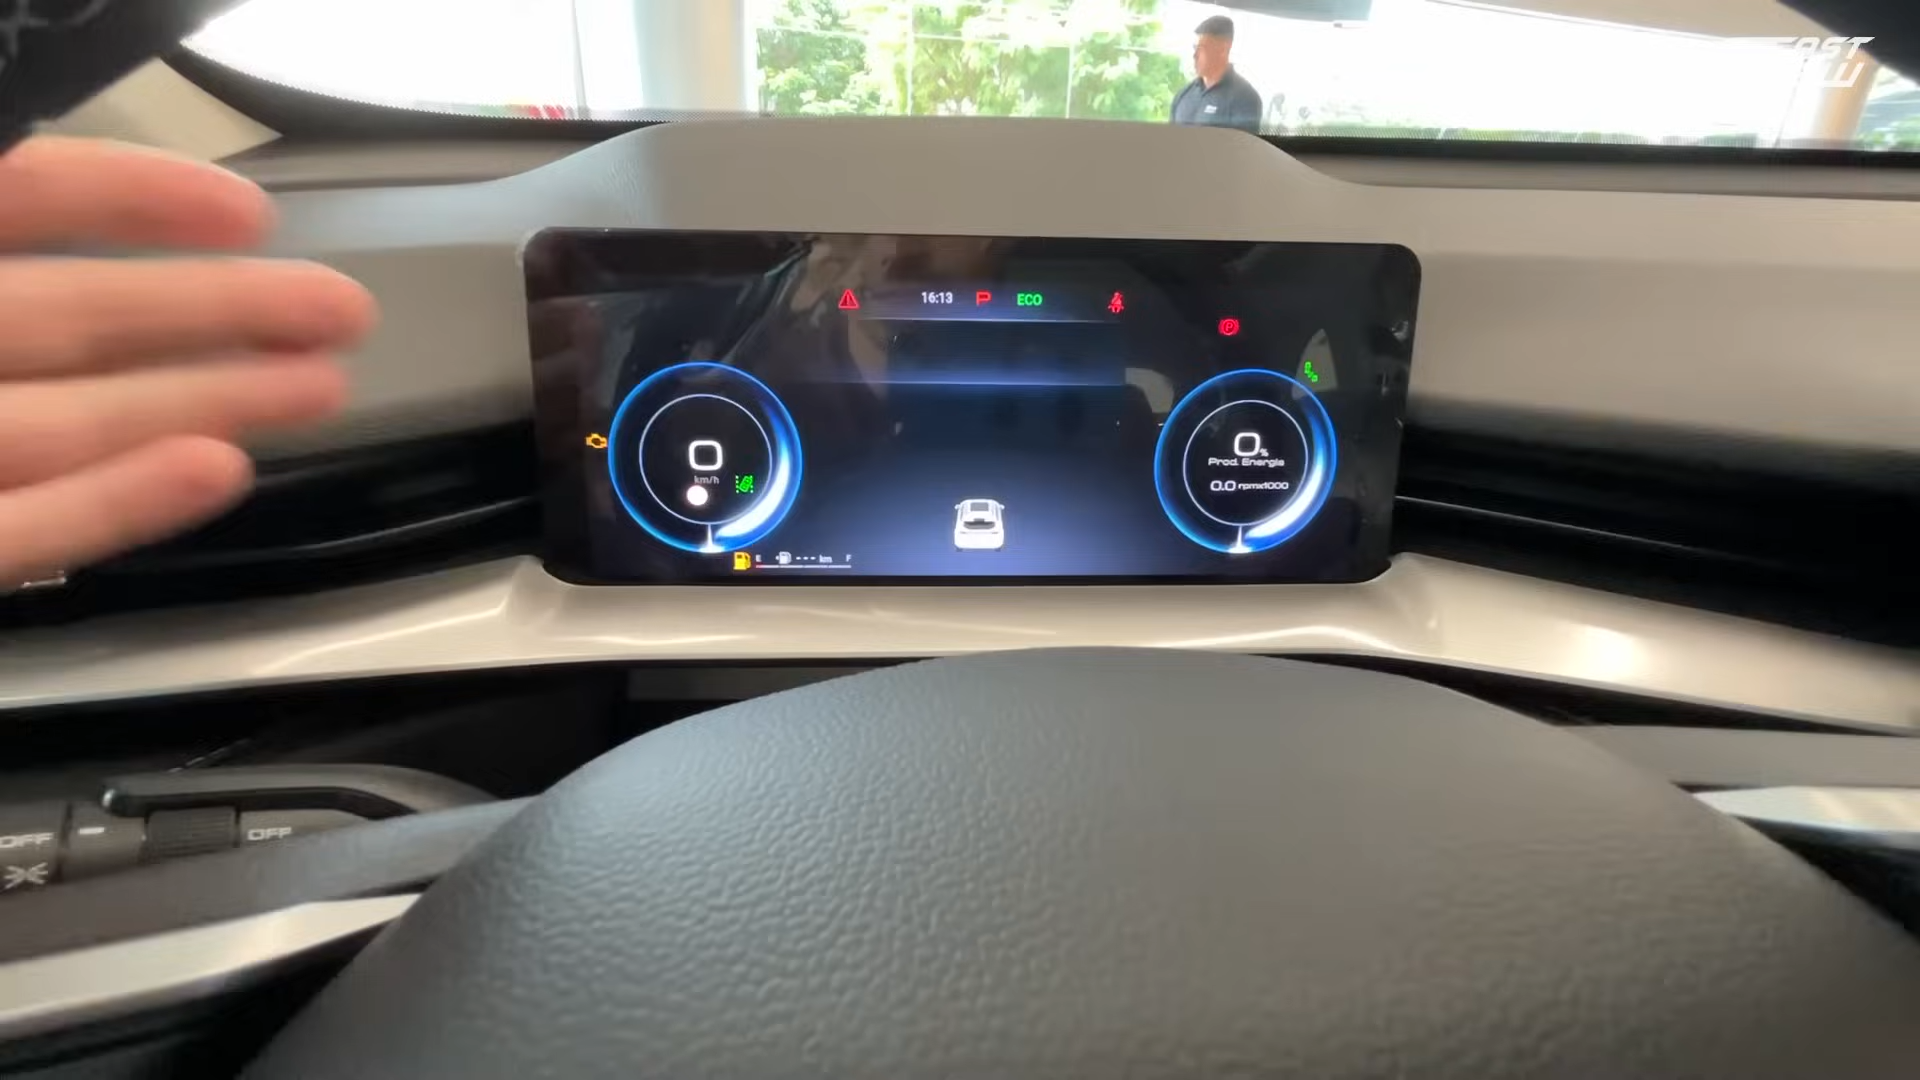 16:13 P ECO
P
0
km/h
0%
Prod. Energia
0.0 rpmx1000
E --- km F
OFF
OFF